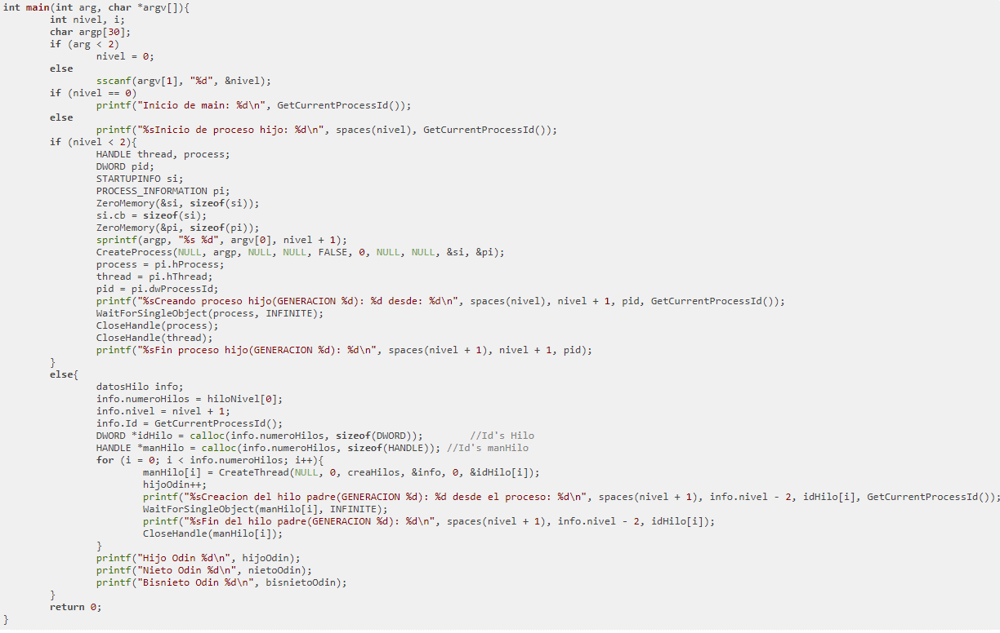 int main(int arg, char *argv[]){
        int nivel, i;
        char argp[30];
        if (arg < 2)
                nivel = 0;
        else
                sscanf(argv[1], "%d", &nivel);
        if (nivel == 0)
                printf("Inicio de main: %d\n", GetCurrentProcessId());
        else
                printf("%sInicio de proceso hijo: %d\n", spaces(nivel), GetCurrentProcessId());
        if (nivel < 2){
                HANDLE thread, process;
                DWORD pid;
                STARTUPINFO si;
                PROCESS_INFORMATION pi;
                ZeroMemory(&si, sizeof(si));
                si.cb = sizeof(si);
                ZeroMemory(&pi, sizeof(pi));
                sprintf(argp, "%s %d", argv[0], nivel + 1);
                CreateProcess(NULL, argp, NULL, NULL, FALSE, 0, NULL, NULL, &si, &pi);
                process = pi.hProcess;
                thread = pi.hThread;
                pid = pi.dwProcessId;
                printf("%sCreando proceso hijo(GENERACION %d): %d desde: %d\n", spaces(nivel), nivel + 1, pid, GetCurrentProcessId());
                WaitForSingleObject(process, INFINITE);
                CloseHandle(process);
                CloseHandle(thread);
                printf("%sFin proceso hijo(GENERACION %d): %d\n", spaces(nivel + 1), nivel + 1, pid);
        }
        else{
                datosHilo info;
                info.numeroHilos = hiloNivel[0];
                info.nivel = nivel + 1;
                info.Id = GetCurrentProcessId();
                DWORD *idHilo = calloc(info.numeroHilos, sizeof(DWORD));        //Id's Hilo
                HANDLE *manHilo = calloc(info.numeroHilos, sizeof(HANDLE)); //Id's manHilo
                for (i = 0; i < info.numeroHilos; i++){
                        manHilo[i] = CreateThread(NULL, 0, creaHilos, &info, 0, &idHilo[i]);
                        hijoOdin++;
                        printf("%sCreacion del hilo padre(GENERACION %d): %d desde el proceso: %d\n", spaces(nivel + 1), info.nivel - 2, idHilo[i], GetCurrentProcessId());
                        WaitForSingleObject(manHilo[i], INFINITE);
                        printf("%sFin del hilo padre(GENERACION %d): %d\n", spaces(nivel + 1), info.nivel - 2, idHilo[i]);
                        CloseHandle(manHilo[i]);
                }
                printf("Hijo Odin %d\n", hijoOdin);
                printf("Nieto Odin %d\n", nietoOdin);
                printf("Bisnieto Odin %d\n", bisnietoOdin);
        }
        return 0;
}